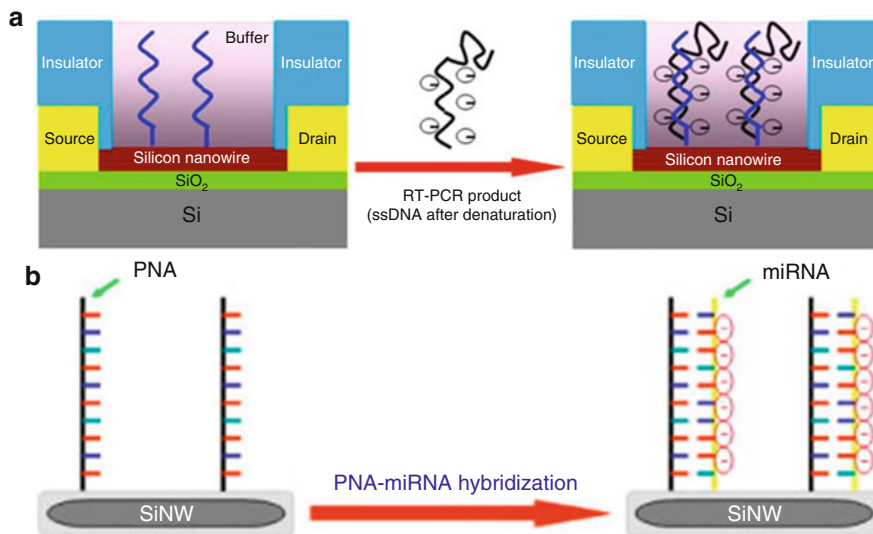 a
Buffer
Insulator
Insulator
Source
Drain
Silicon nanowire
SiO₂
Si
RT-PCR product
(ssDNA after denaturation)
Buffer
Insulator
Insulator
Source
Drain
Silicon nanowire
SiO₂
Si
b
PNA
miRNA
PNA-miRNA hybridization
SiNW
SiNW